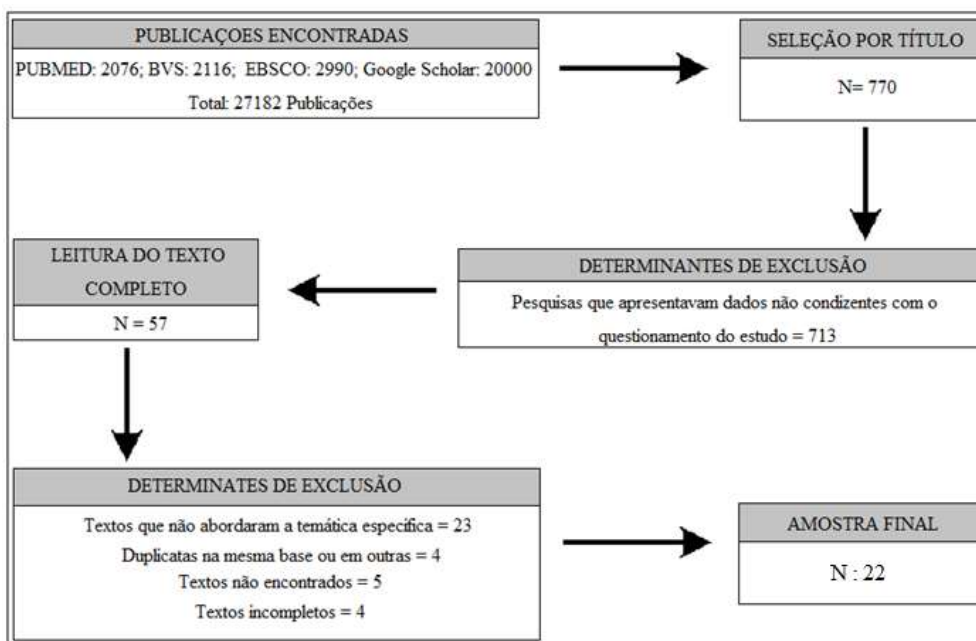 PUBLICAÇOES ENCONTRADAS
PUBMED: 2076; BVS: 2116; EBSCO: 2990; Google Scholar: 20000
Total: 27182 Publicações
SELEÇÃO POR TÍTULO
N= 770
DETERMINANTES DE EXCLUSÃO
Pesquisas que apresentavam dados não condizentes com o
questionamento do estudo = 713
LEITURA DO TEXTO
COMPLETO
N = 57
DETERMINATES DE EXCLUSÃO
Textos que não abordaram a temática específica = 23
Duplicatas na mesma base ou em outras = 4
Textos não encontrados = 5
Textos incompletos = 4
AMOSTRA FINAL
N : 22